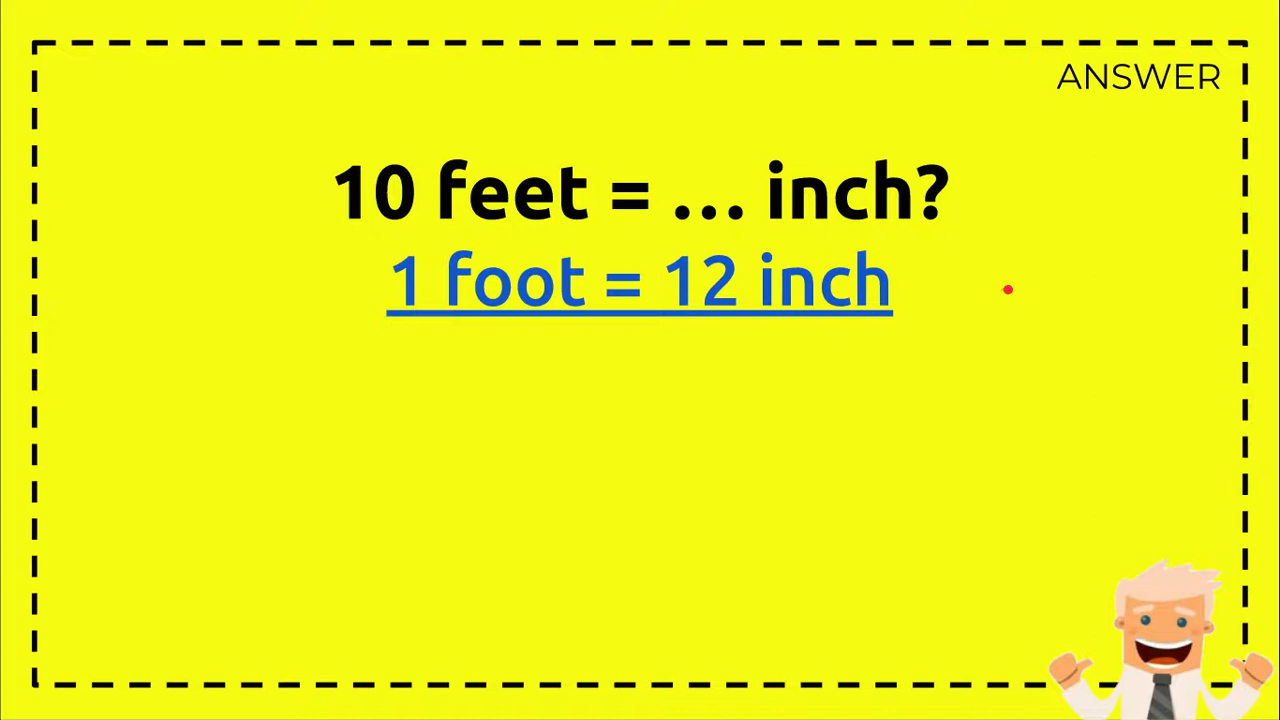 ANSWER
10 feet = ... inch?
1 foot = 12 inch